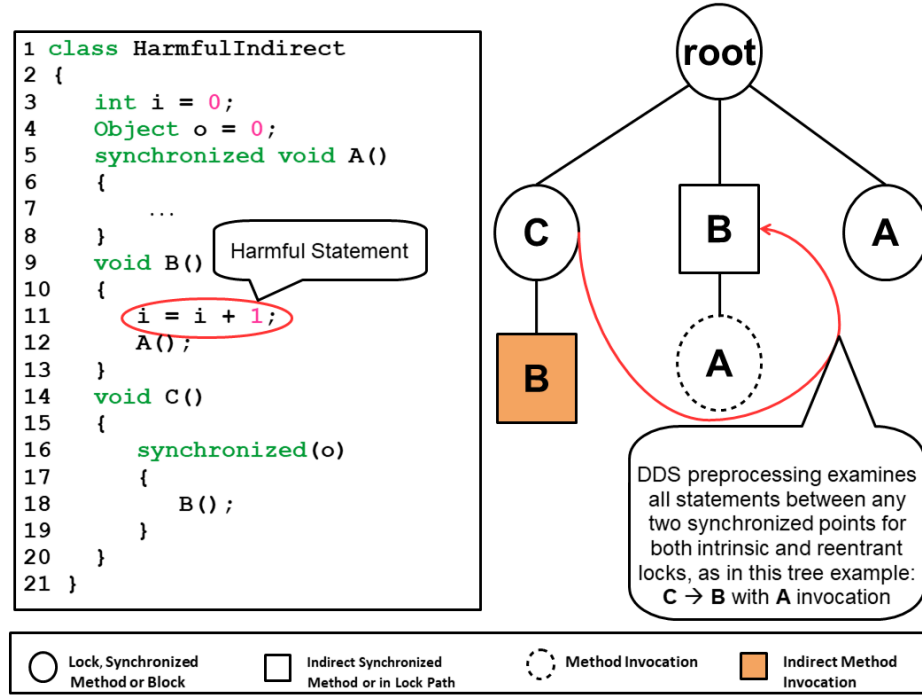 1 class HarmfulIndirect
2 {
3 int i = 0;
4 Object o = 0;
5 synchronized void A()
6 {
7 ...
8 }
9 void B()
10 {
11 i = i + 1;
12 A();
13 }
14 void C()
15 {
16 synchronized(o)
17 {
18 B();
19 }
20 }
21 }
Harmful Statement
root
C
B
A
B
A
DDS preprocessing examines
all statements between any
two synchronized points for
both intrinsic and reentrant
locks, as in this tree example:
C → B with A invocation
Lock, Synchronized
Method or Block
Indirect Synchronized
Method or in Lock Path
Method Invocation
Indirect Method
Invocation